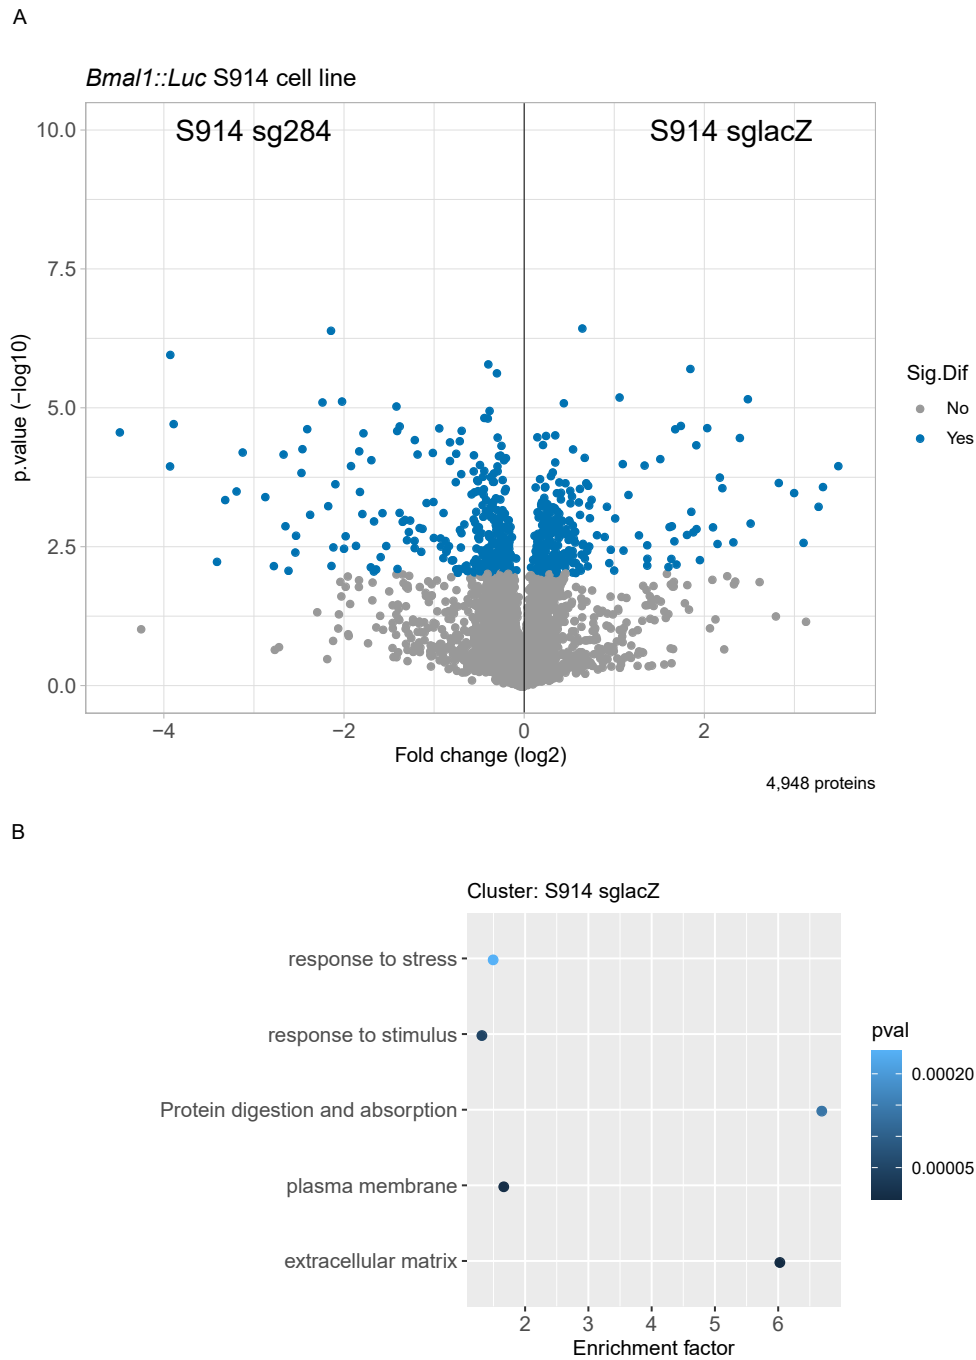 A
Bmal1::Luc S914 cell line
S914 sg284
S914 sglacZ
10.0
7.5
5.0
2.5
0.0
p.value (−log10)
−4
−2
0
2
Fold change (log2)
4,948 proteins
Sig.Dif
No
Yes
B
Cluster: S914 sglacZ
response to stress
response to stimulus
Protein digestion and absorption
plasma membrane
extracellular matrix
2
3
4
5
6
Enrichment factor
pval
0.00020
0.00005